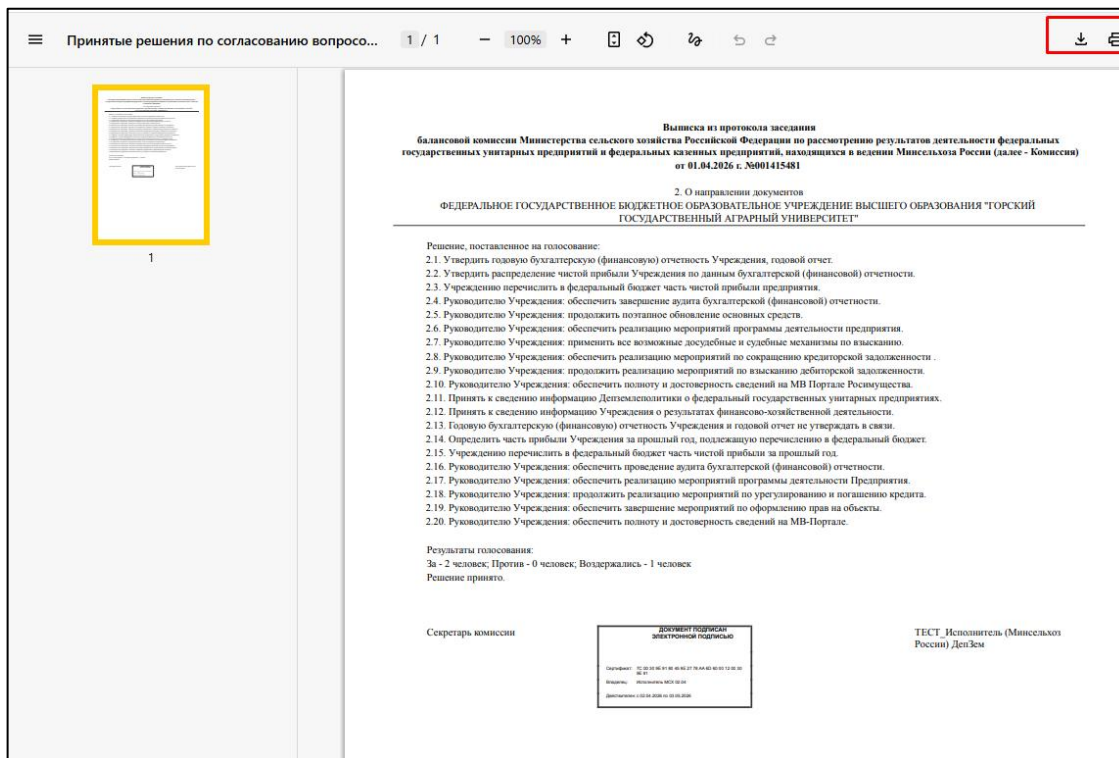 Принятые решения по согласованию вопросо...
1 / 1
100%
1
Выписка из протокола заседания
балансовой комиссии Министерства сельского хозяйства Российской Федерации по рассмотрению результатов деятельности федеральных
государственных унитарных предприятий и федеральных казенных предприятий, находящихся в ведении Минсельхоза России (далее - Комиссия)
от 01.04.2026 г. №001415481
2. О направлении документов
ФЕДЕРАЛЬНОЕ ГОСУДАРСТВЕННОЕ БЮДЖЕТНОЕ ОБРАЗОВАТЕЛЬНОЕ УЧРЕЖДЕНИЕ ВЫСШЕГО ОБРАЗОВАНИЯ "ГОРСКИЙ
ГОСУДАРСТВЕННЫЙ АГРАРНЫЙ УНИВЕРСИТЕТ"
Решение, поставленное на голосование:
2.1. Утвердить годовую бухгалтерскую (финансовую) отчетность Учреждения, годовой отчет.
2.2. Утвердить распределение чистой прибыли Учреждения по данным бухгалтерской (финансовой) отчетности.
2.3. Учреждению перечислить в федеральный бюджет часть чистой прибыли предприятия.
2.4. Руководителю Учреждения: обеспечить завершение аудита бухгалтерской (финансовой) отчетности.
2.5. Руководителю Учреждения: продолжить поэтапное обновление основных средств.
2.6. Руководителю Учреждения: обеспечить реализацию мероприятий программы деятельности предприятия.
2.7. Руководителю Учреждения: применить все возможные досудебные и судебные механизмы по взысканию.
2.8. Руководителю Учреждения: обеспечить реализацию мероприятий по сокращению кредиторской задолженности .
2.9. Руководителю Учреждения: продолжить реализацию мероприятий по взысканию дебиторской задолженности.
2.10. Руководителю Учреждения: обеспечить полноту и достоверность сведений на МВ Портале Росимущества.
2.11. Принять к сведению информацию Депземлеполитики о федеральный государственных унитарных предприятиях.
2.12. Принять к сведению информацию Учреждения о результатах финансово-хозяйственной деятельности.
2.13. Годовую бухгалтерскую (финансовую) отчетность Учреждения и годовой отчет не утверждать в связи.
2.14. Определить часть прибыли Учреждения за прошлый год, подлежащую перечислению в федеральный бюджет.
2.15. Учреждению перечислить в федеральный бюджет часть чистой прибыли за прошлый год.
2.16. Руководителю Учреждения: обеспечить проведение аудита бухгалтерской (финансовой) отчетности.
2.17. Руководителю Учреждения: обеспечить реализацию мероприятий программы деятельности Предприятия.
2.18. Руководителю Учреждения: продолжить реализацию мероприятий по урегулированию и погашению кредита.
2.19. Руководителю Учреждения: обеспечить завершение мероприятий по оформлению прав на объекты.
2.20. Руководителю Учреждения: обеспечить полноту и достоверность сведений на МВ-Портале.
Результаты голосования:
За - 2 человек; Против - 0 человек; Воздержались - 1 человек
Решение принято.
Секретарь комиссии
ДОКУМЕНТ ПОДПИСАН
ЭЛЕКТРОННОЙ ПОДПИСЬЮ
Сертификат:
Владелец: Исполнитель МСХ
Действителен:
ТЕСТ_Исполнитель (Минсельхоз
России) ДепЗем